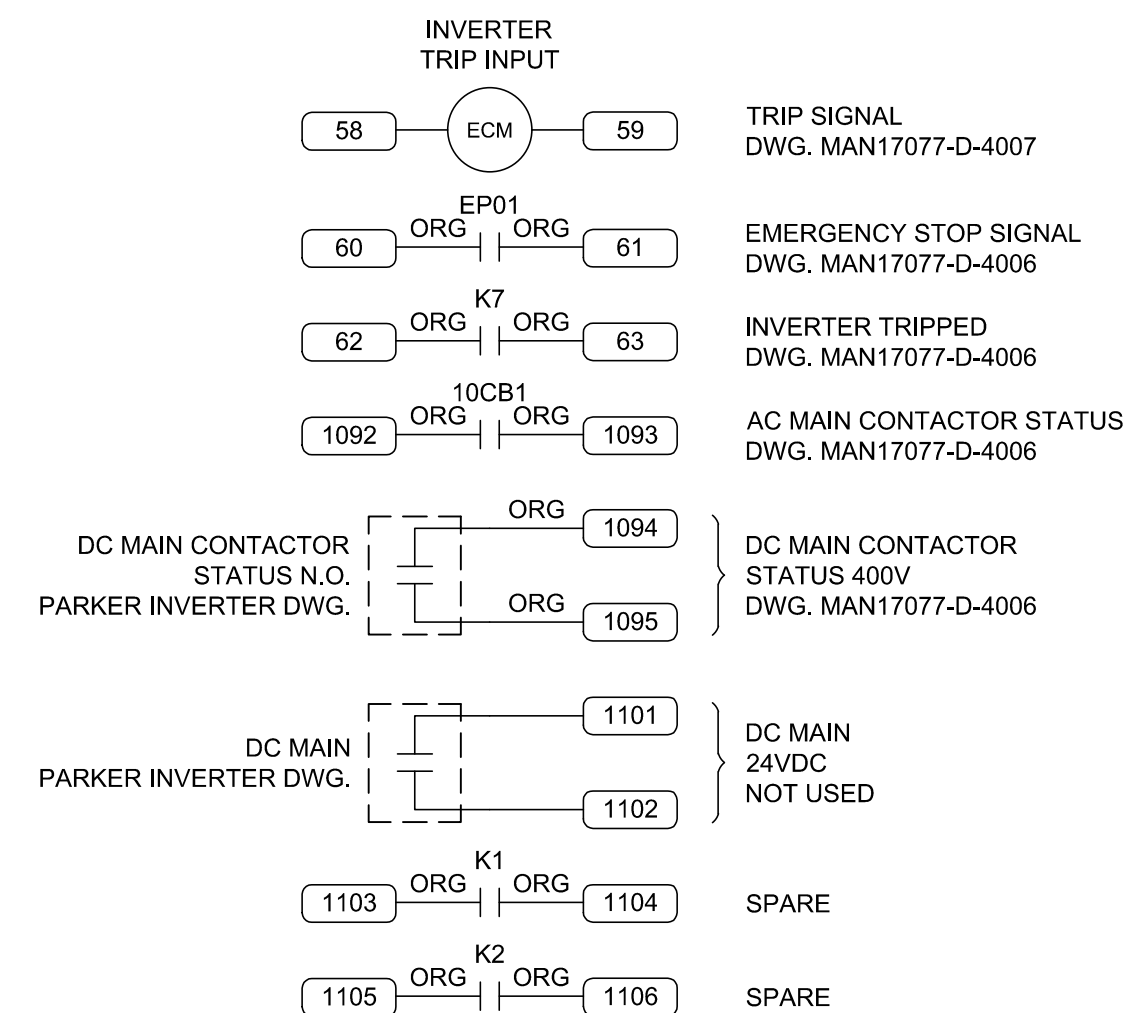 INVERTER
TRIP INPUT
58 ECM 59
TRIP SIGNAL
DWG. MAN17077-D-4007
EP01
60 ORG ORG 61
EMERGENCY STOP SIGNAL
DWG. MAN17077-D-4006
K7
62 ORG ORG 63
INVERTER TRIPPED
DWG. MAN17077-D-4006
10CB1
1092 ORG ORG 1093
AC MAIN CONTACTOR STATUS
DWG. MAN17077-D-4006
DC MAIN CONTACTOR
STATUS N.O.
PARKER INVERTER DWG.
ORG 1094
ORG 1095
DC MAIN CONTACTOR
STATUS 400V
DWG. MAN17077-D-4006
DC MAIN
PARKER INVERTER DWG.
1101
1102
DC MAIN
24VDC
NOT USED
K1
1103 ORG ORG 1104
SPARE
K2
1105 ORG ORG 1106
SPARE